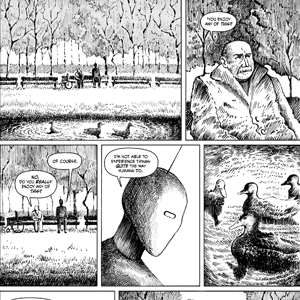 YOU ENJOY
ANY OF
THIS?
OF COURSE.
NO,
DO YOU REALLY
ENJOY ANY OF
THIS?
I'M NOT ABLE TO
EXPERIENCE THINGS
QUITE THE WAY
HUMANS DO.